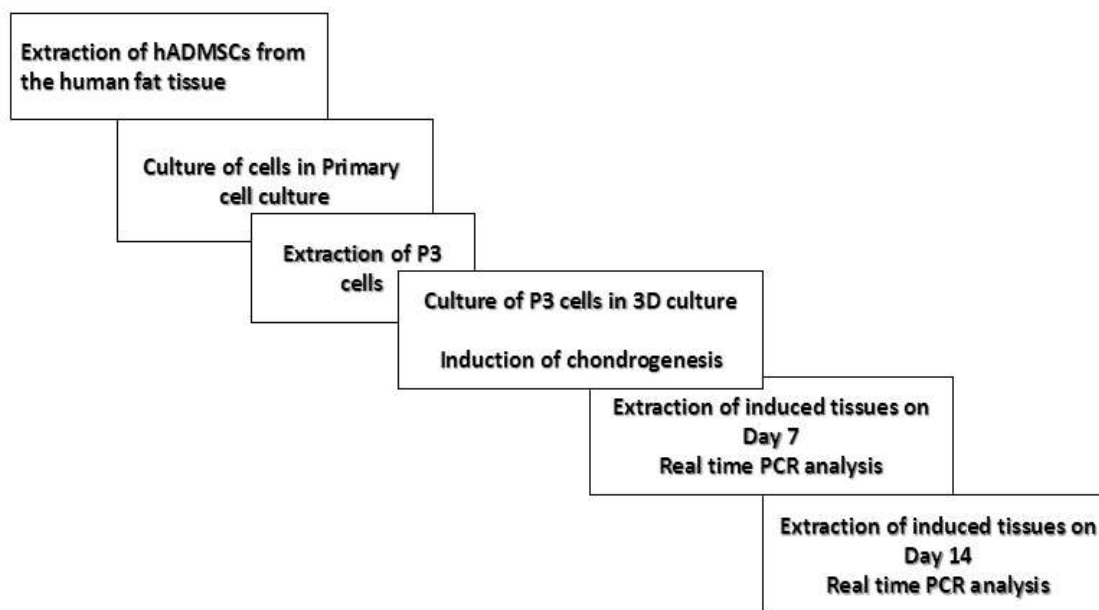 Extraction of hADMSCs from
the human fat tissue
Culture of cells in Primary
cell culture
Extraction of P3
cells
Culture of P3 cells in 3D culture
Induction of chondrogenesis
Extraction of induced tissues on
Day 7
Real time PCR analysis
Extraction of induced tissues on
Day 14
Real time PCR analysis